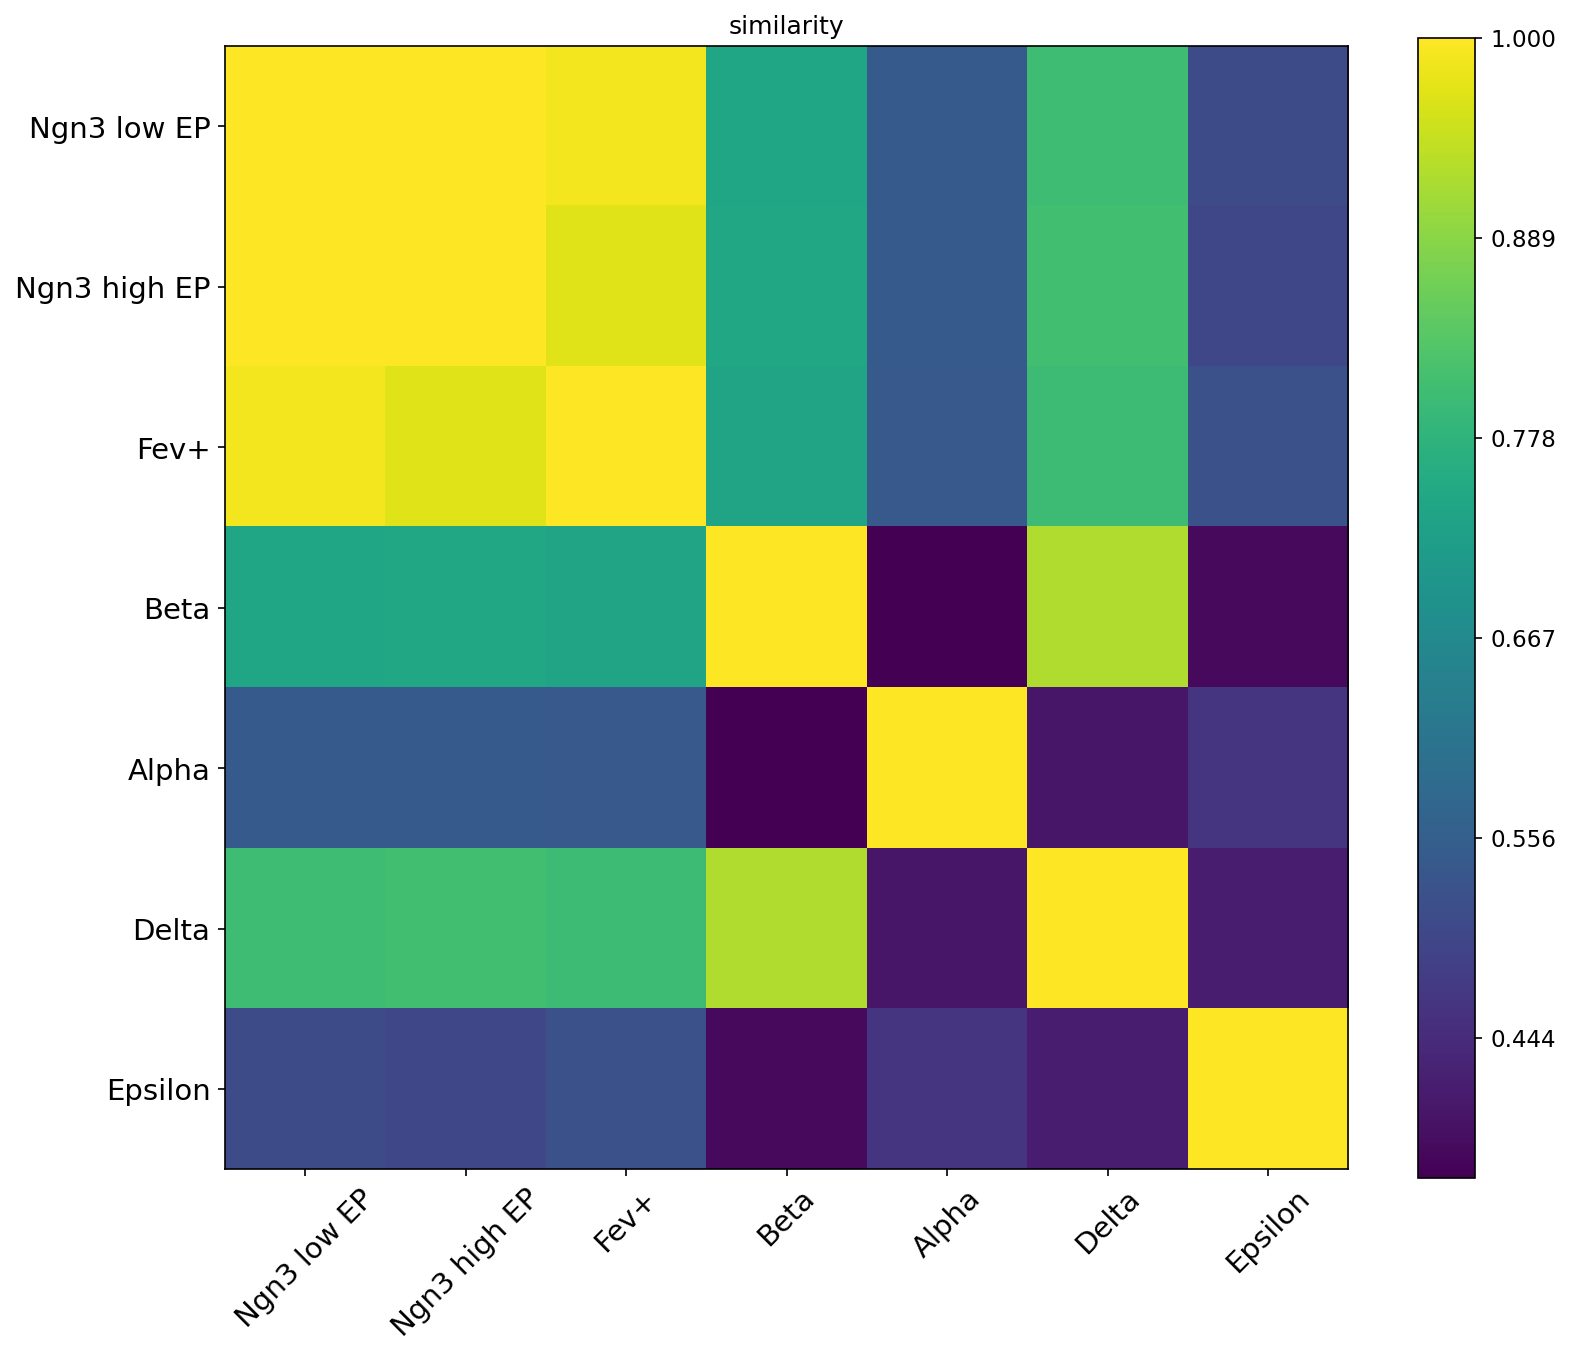 similarity
Ngn3 low EP
Ngn3 high EP
Fev+
Beta
Alpha
Delta
Epsilon
Ngn3 low EP
Ngn3 high EP
Fev+
Beta
Alpha
Delta
Epsilon
1.000
0.889
0.778
0.667
0.556
0.444